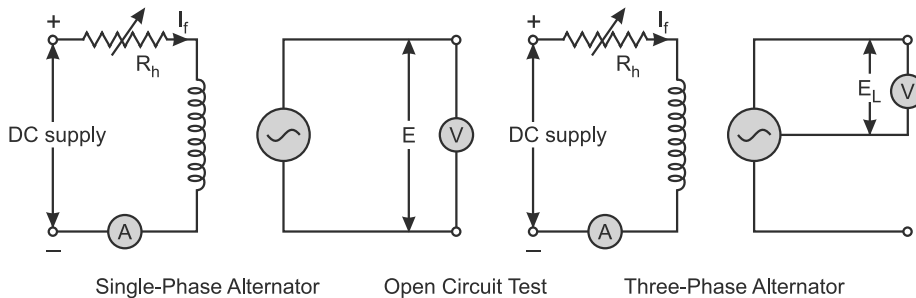 +
I_f
R_h
DC supply
A
−
E
V
+
I_f
R_h
DC supply
A
−
E_L
V
Single-Phase Alternator
Open Circuit Test
Three-Phase Alternator